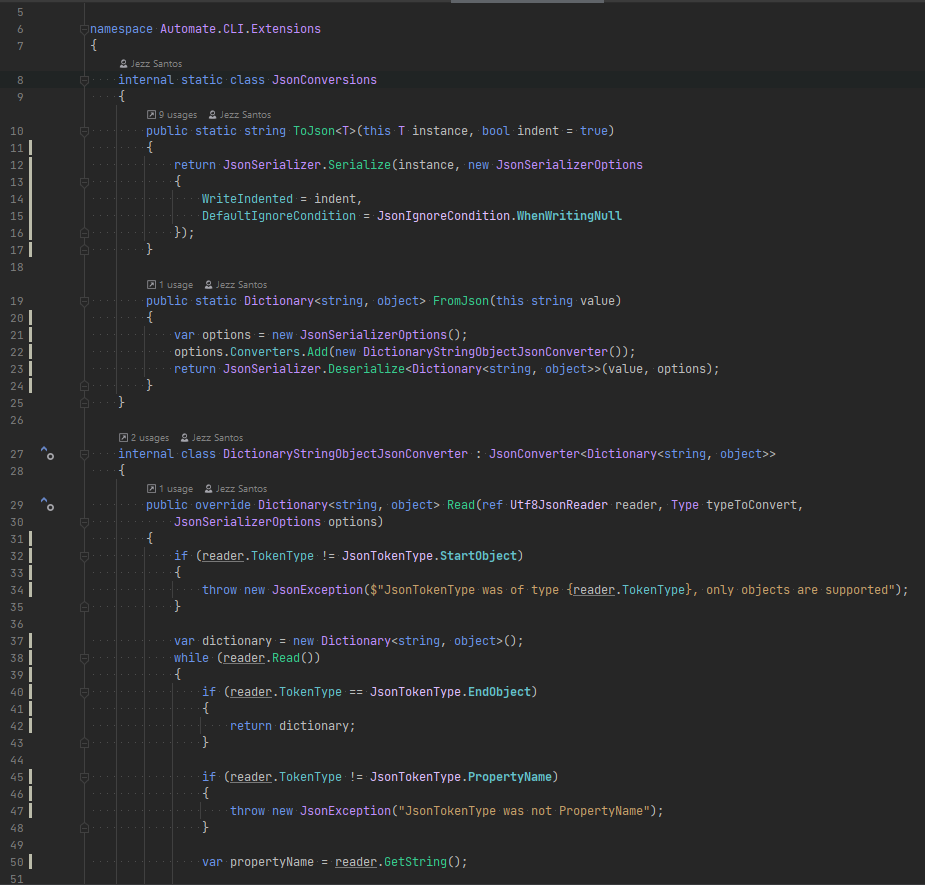 5
6 namespace Automate.CLI.Extensions
7 {
Jezz Santos
8 internal static class JsonConversions
9 {
9 usages Jezz Santos
10 public static string ToJson<T>(this T instance, bool indent = true)
11 {
12 return JsonSerializer.Serialize(instance, new JsonSerializerOptions
13 {
14 WriteIndented = indent,
15 DefaultIgnoreCondition = JsonIgnoreCondition.WhenWritingNull
16 });
17 }
18
1 usage Jezz Santos
19 public static Dictionary<string, object> FromJson(this string value)
20 {
21 var options = new JsonSerializerOptions();
22 options.Converters.Add(new DictionaryStringObjectJsonConverter());
23 return JsonSerializer.Deserialize<Dictionary<string, object>>(value, options);
24 }
25 }
26
2 usages Jezz Santos
27 internal class DictionaryStringObjectJsonConverter : JsonConverter<Dictionary<string, object>>
28 {
1 usage Jezz Santos
29 public override Dictionary<string, object> Read(ref Utf8JsonReader reader, Type typeToConvert,
30 JsonSerializerOptions options)
31 {
32 if (reader.TokenType != JsonTokenType.StartObject)
33 {
34 throw new JsonException($"JsonTokenType was of type {reader.TokenType}, only objects are supported");
35 }
36
37 var dictionary = new Dictionary<string, object>();
38 while (reader.Read())
39 {
40 if (reader.TokenType == JsonTokenType.EndObject)
41 {
42 return dictionary;
43 }
44
45 if (reader.TokenType != JsonTokenType.PropertyName)
46 {
47 throw new JsonException("JsonTokenType was not PropertyName");
48 }
49
50 var propertyName = reader.GetString();
51